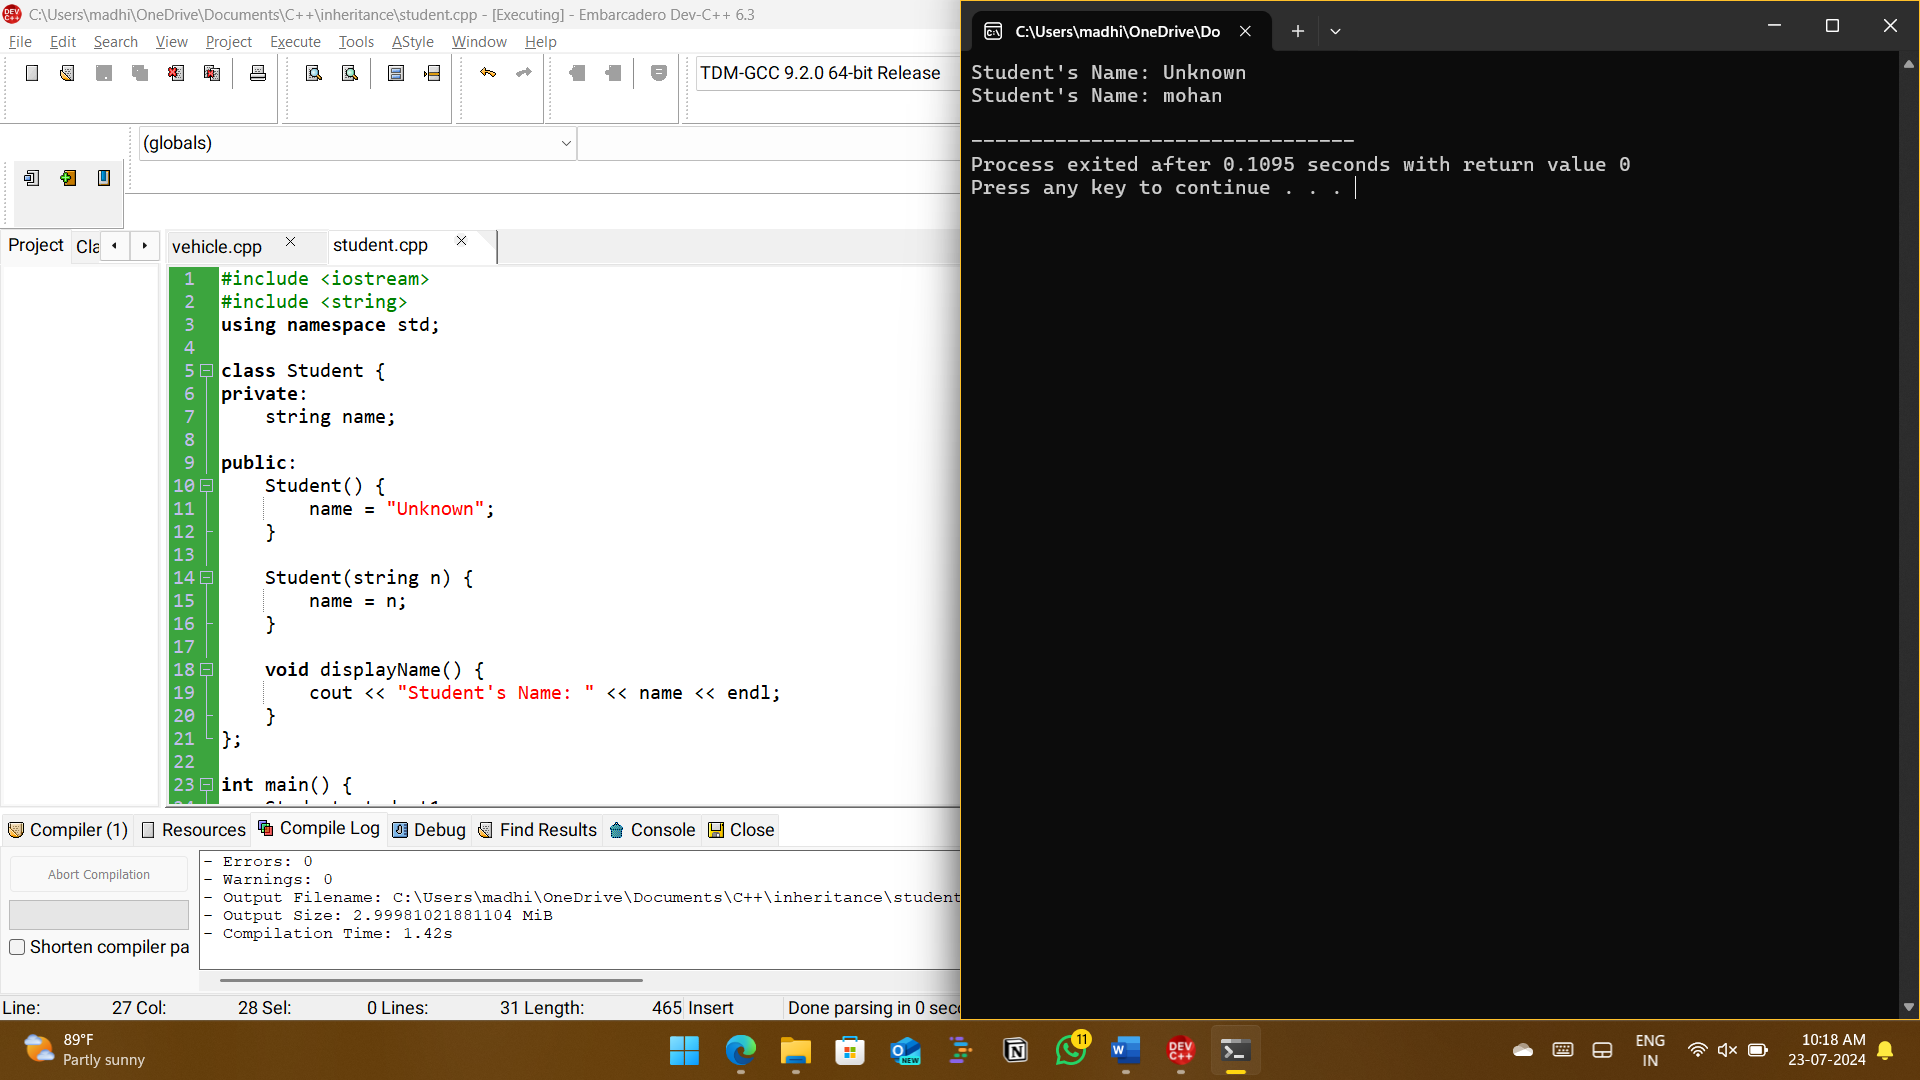 C:\Users\madhi\OneDrive\Documents\C++\inheritance\student.cpp - [Executing] - Embarcadero Dev-C++ 6.3
File Edit Search View Project Execute Tools AStyle Window Help
TDM-GCC 9.2.0 64-bit Release
(globals)
Project Cla
vehicle.cpp student.cpp
1 #include <iostream>
2 #include <string>
3 using namespace std;
4
5 class Student {
6 private:
7     string name;
8
9 public:
10     Student() {
11         name = "Unknown";
12     }
13
14     Student(string n) {
15         name = n;
16     }
17
18     void displayName() {
19         cout << "Student's Name: " << name << endl;
20     }
21 };
22
23 int main() {
Compiler (1) Resources Compile Log Debug Find Results Console Close
Abort Compilation
Shorten compiler pa
- Errors: 0
- Warnings: 0
- Output Filename: C:\Users\madhi\OneDrive\Documents\C++\inheritance\student
- Output Size: 2.99981021881104 MiB
- Compilation Time: 1.42s
Line: 27 Col: 28 Sel: 0 Lines: 31 Length: 465 Insert Done parsing in 0 sec
C:\Users\madhi\OneDrive\Do
Student's Name: Unknown
Student's Name: mohan
--------------------------------
Process exited after 0.1095 seconds with return value 0
Press any key to continue . . .
89°F
Partly sunny
NEW
11
DEV
C++
ENG
IN
10:18 AM
23-07-2024